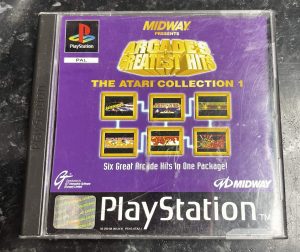 PlayStation
PAL
MIDWAY
PRESENTS
ARCADE'S
GREATEST HITS
THE ATARI COLLECTION 1
Six Great Arcade Hits In One Package!
MIDWAY
PlayStation
TM